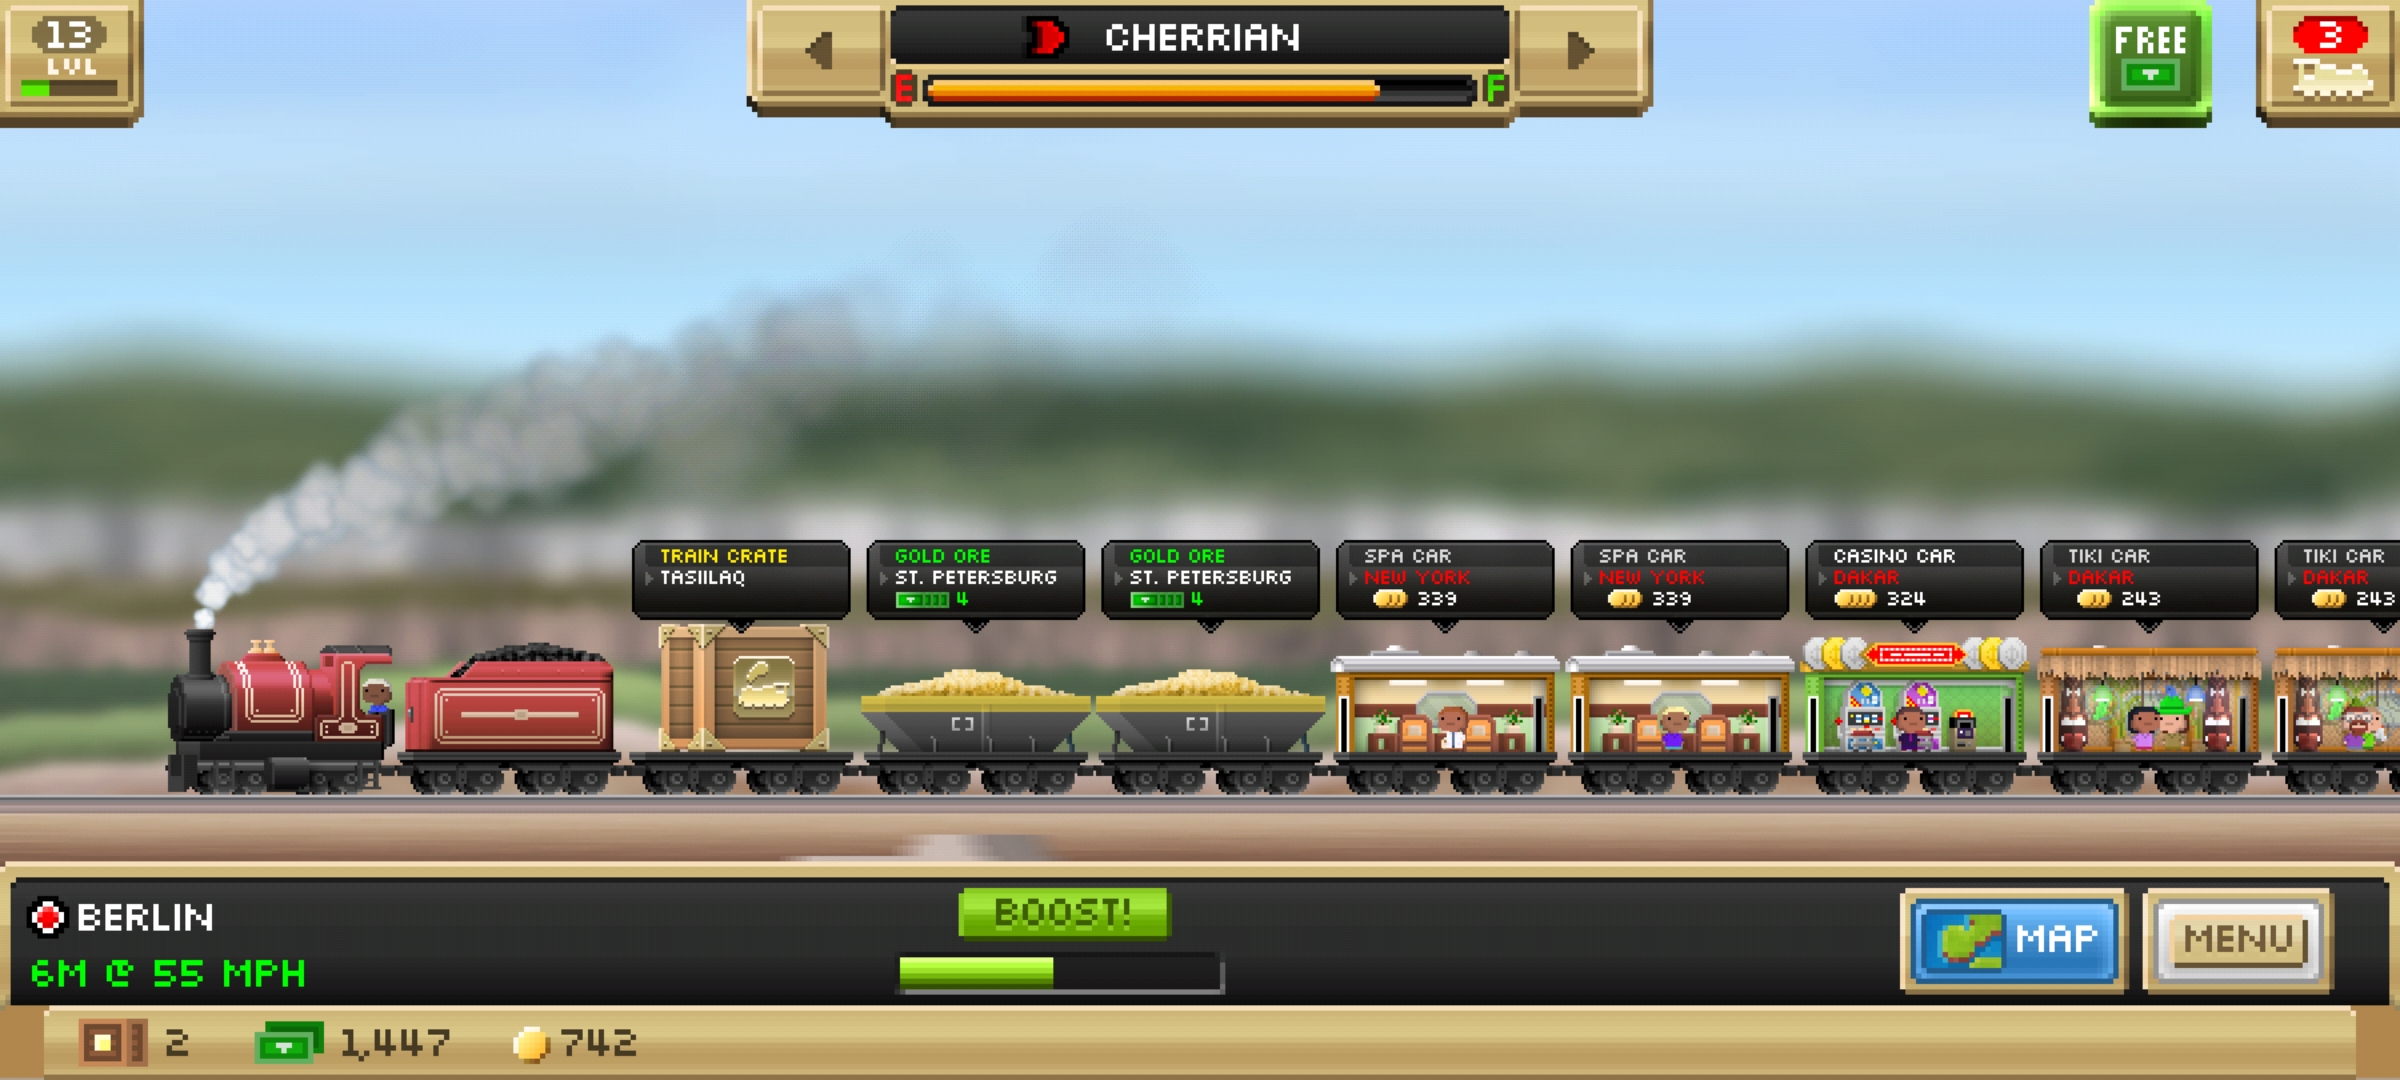 13
LVL
CHERRIAN
E
F
FREE
3
TRAIN CRATE
TASIILAQ
GOLD ORE
ST. PETERSBURG
4
GOLD ORE
ST. PETERSBURG
4
SPA CAR
NEW YORK
339
SPA CAR
NEW YORK
339
CASINO CAR
DAKAR
324
TIKI CAR
DAKAR
243
TIKI CAR
DAKAR
243
BERLIN
6M @ 55 MPH
BOOST!
MAP
MENU
2
1,447
742